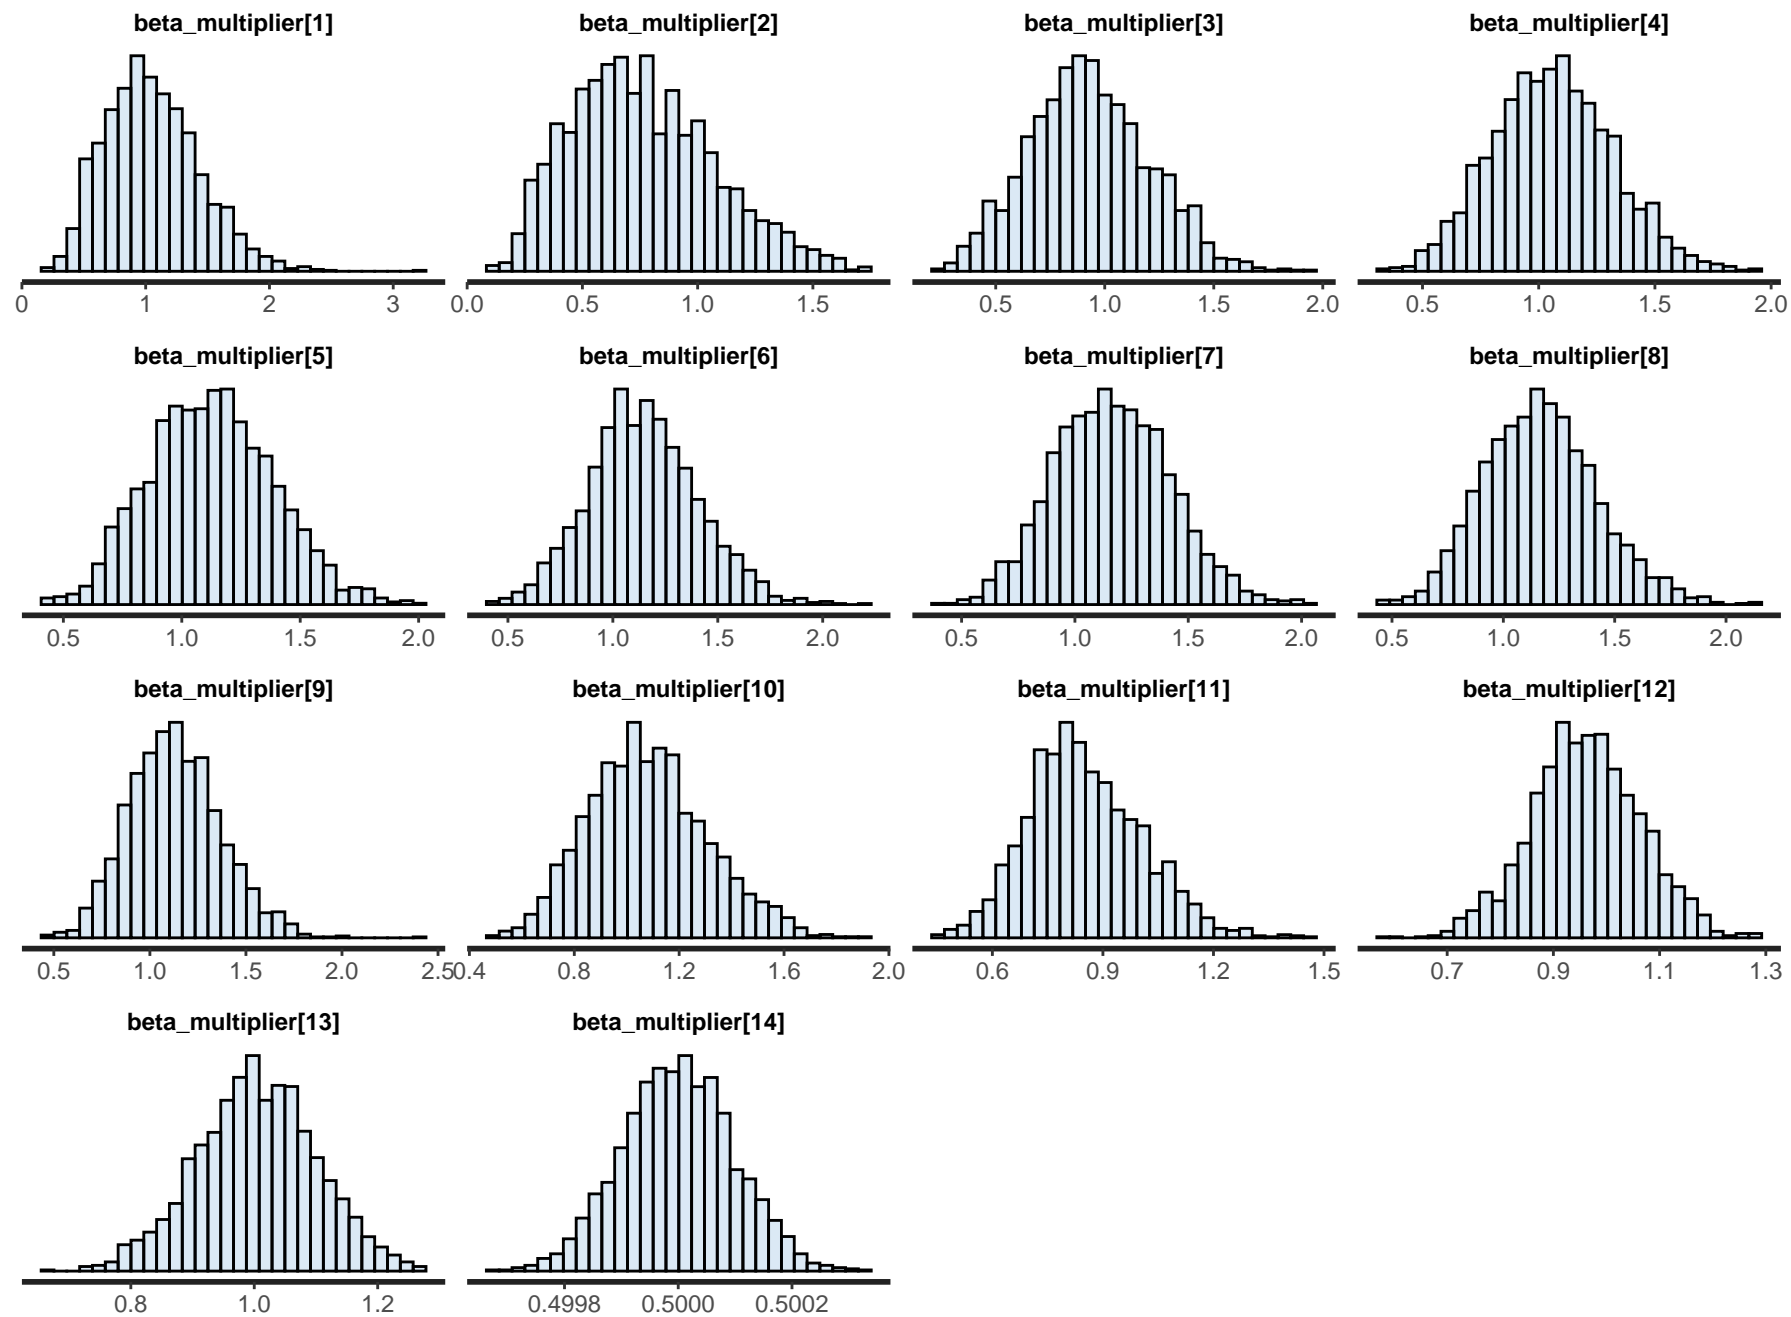 beta_multiplier[1] beta_multiplier[2] beta_multiplier[3] beta_multiplier[4]
0 1 2 3 0.0 0.5 1.0 1.5 0.5 1.0 1.5 2.0 0.5 1.0 1.5 2.0
beta_multiplier[5] beta_multiplier[6] beta_multiplier[7] beta_multiplier[8]
0.5 1.0 1.5 2.0 0.5 1.0 1.5 2.0 0.5 1.0 1.5 2.0 0.5 1.0 1.5 2.0
beta_multiplier[9] beta_multiplier[10] beta_multiplier[11] beta_multiplier[12]
0.5 1.0 1.5 2.0 2.5 0.4 0.8 1.2 1.6 2.0 0.6 0.9 1.2 1.5 0.7 0.9 1.1 1.3
beta_multiplier[13] beta_multiplier[14]
0.8 1.0 1.2 0.4998 0.5000 0.5002